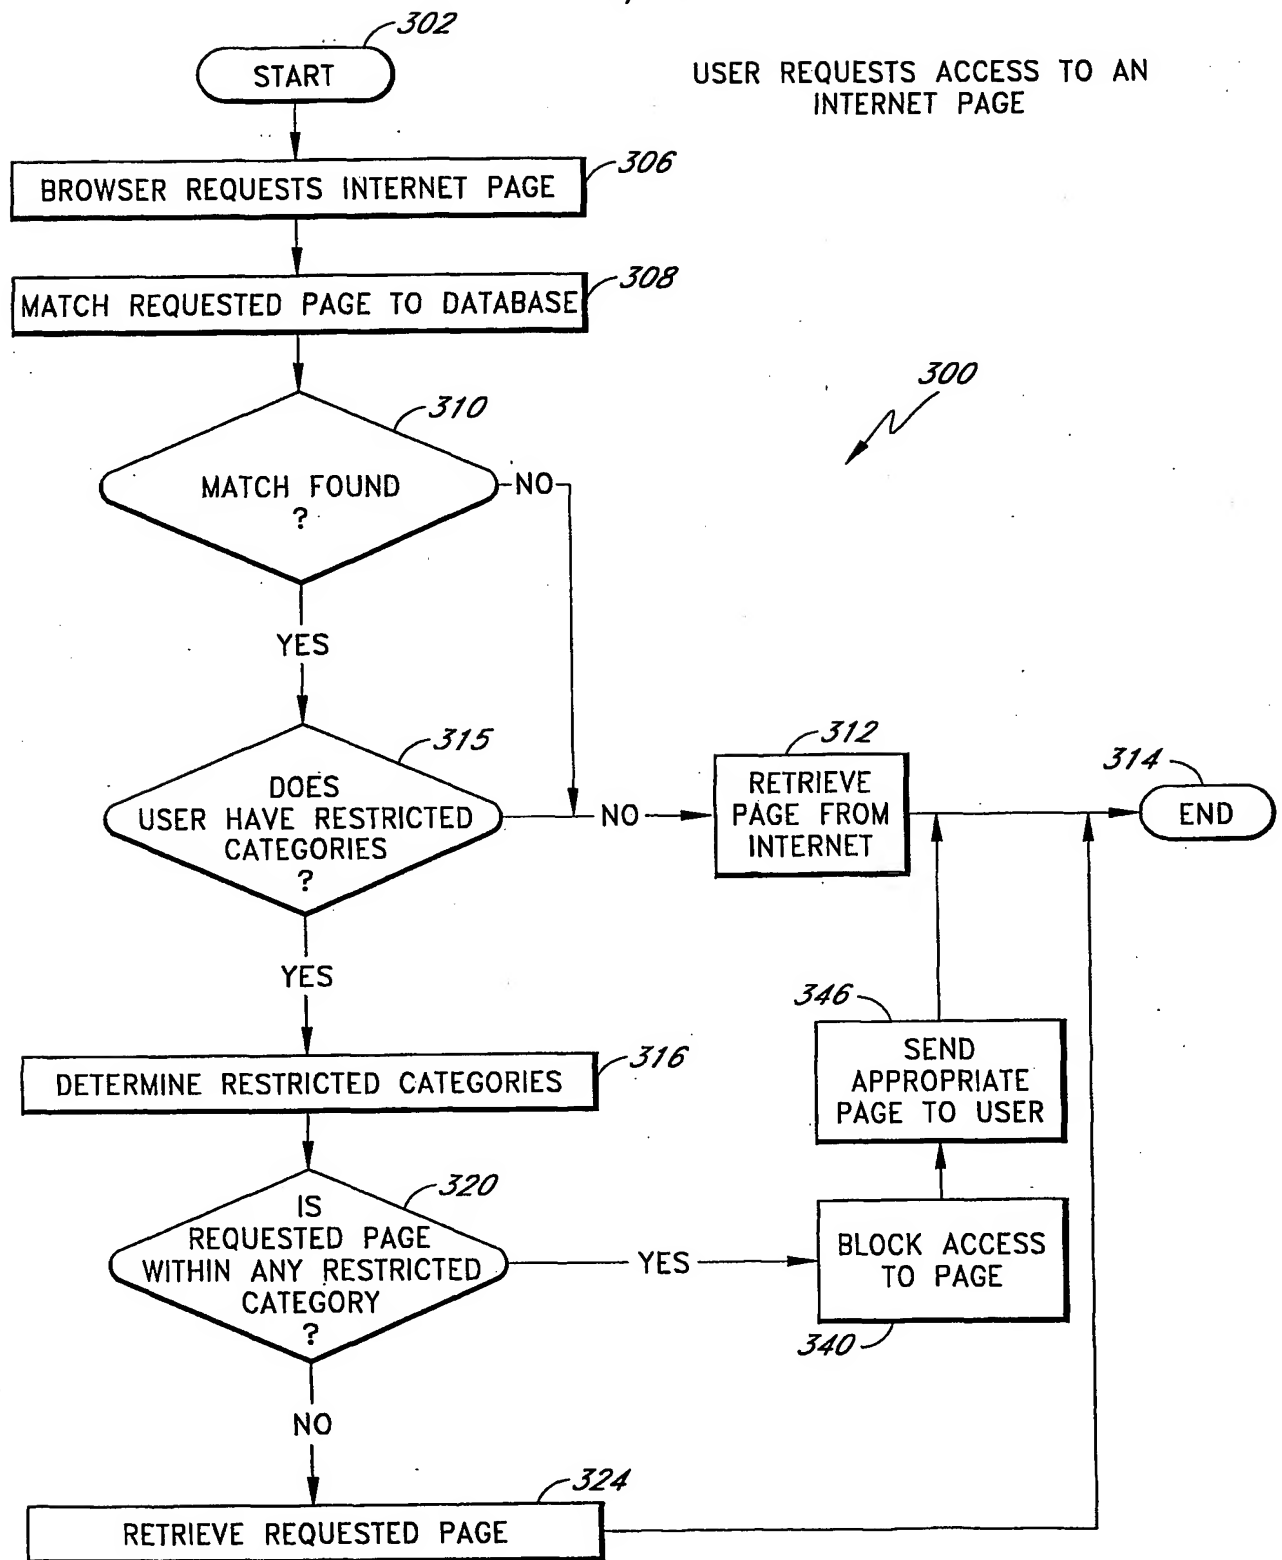 302
START
USER REQUESTS ACCESS TO AN
INTERNET PAGE
306
BROWSER REQUESTS INTERNET PAGE
308
MATCH REQUESTED PAGE TO DATABASE
300
310
MATCH FOUND
?
NO
YES
315
DOES
USER HAVE RESTRICTED
CATEGORIES
?
NO
312
RETRIEVE
PAGE FROM
INTERNET
314
END
YES
316
DETERMINE RESTRICTED CATEGORIES
346
SEND
APPROPRIATE
PAGE TO USER
320
IS
REQUESTED PAGE
WITHIN ANY RESTRICTED
CATEGORY
?
YES
BLOCK ACCESS
TO PAGE
340
NO
324
RETRIEVE REQUESTED PAGE